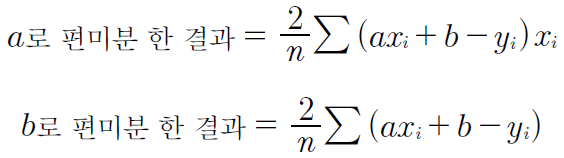 a로 편미분 한 결과 = 2/n ∑ (axᵢ + b − yᵢ) xᵢ
b로 편미분 한 결과 = 2/n ∑ (axᵢ + b − yᵢ)